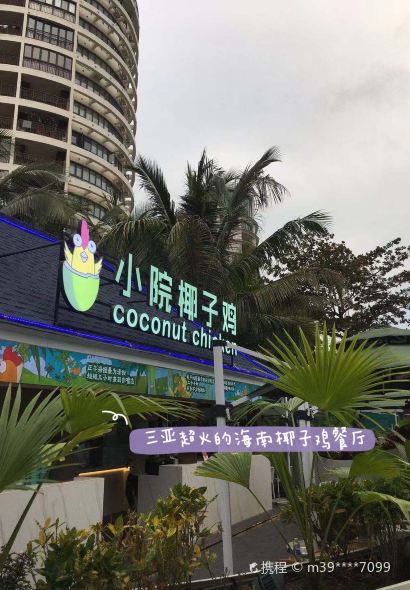 小院椰子鸡
coconut chicken
三亚超火的海南椰子鸡餐厅
携程 © m39****7099